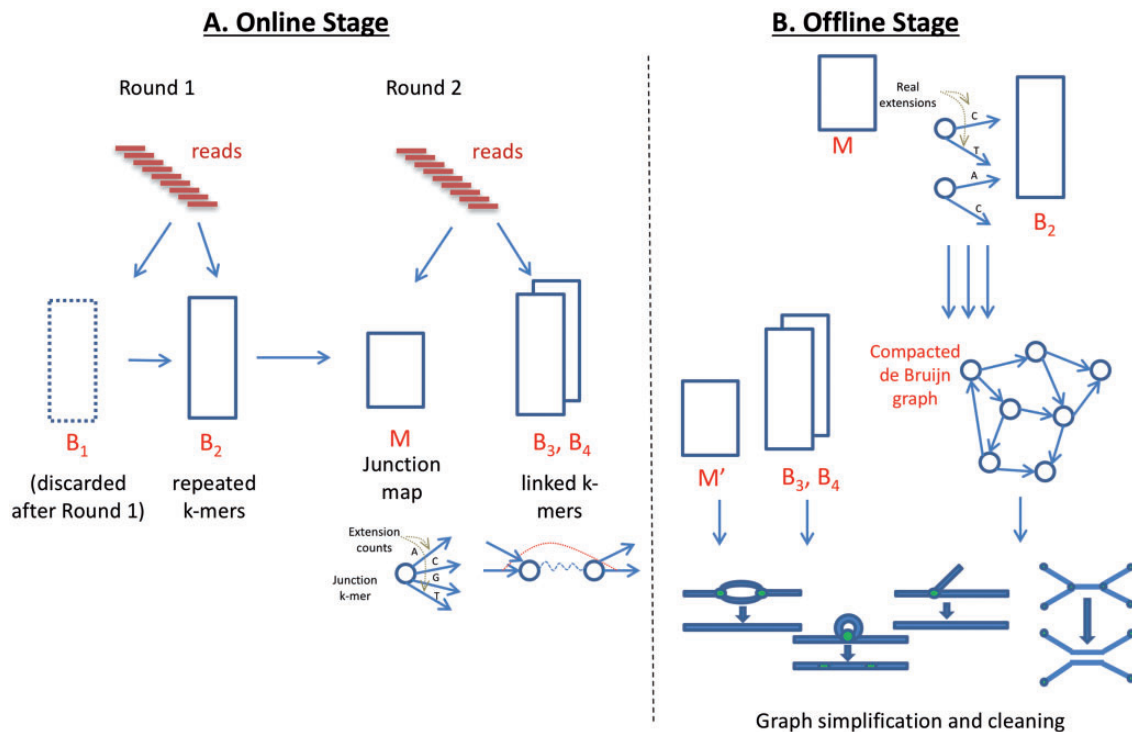 A. Online Stage
Round 1
Round 2
reads
reads
B₁
(discarded
after Round 1)
B₂
repeated
k-mers
M
Junction
map
B₃, B₄
linked k-
mers
Extension
counts
A
C
G
T
Junction
k-mer
B. Offline Stage
M
Real
extensions
C
T
A
C
B₂
Compacted
de Bruijn
graph
M’
B₃, B₄
Graph simplification and cleaning